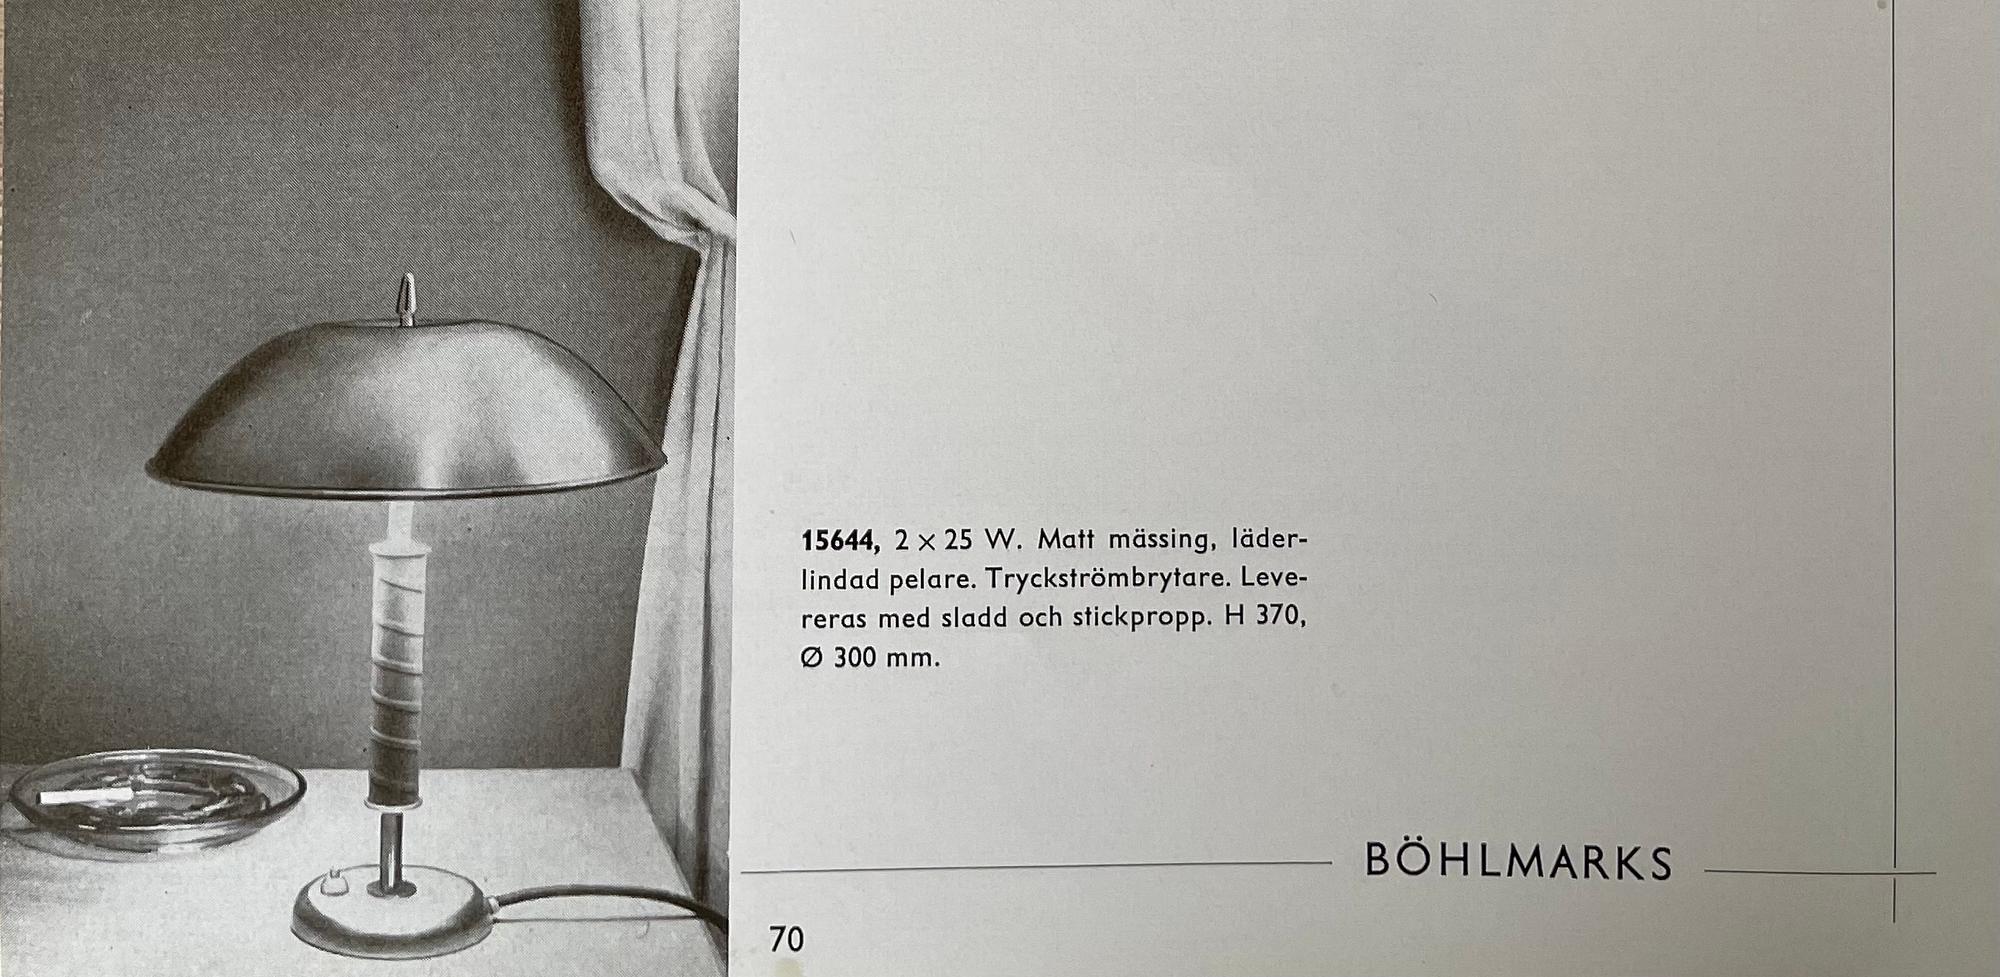 15644, 2 × 25 W. Matt mässing, läder-
lindad pelare. Tryckströmbrytare. Leve-
reras med sladd och stickpropp. H 370,
Ø 300 mm.
BÖHLMARKS
70